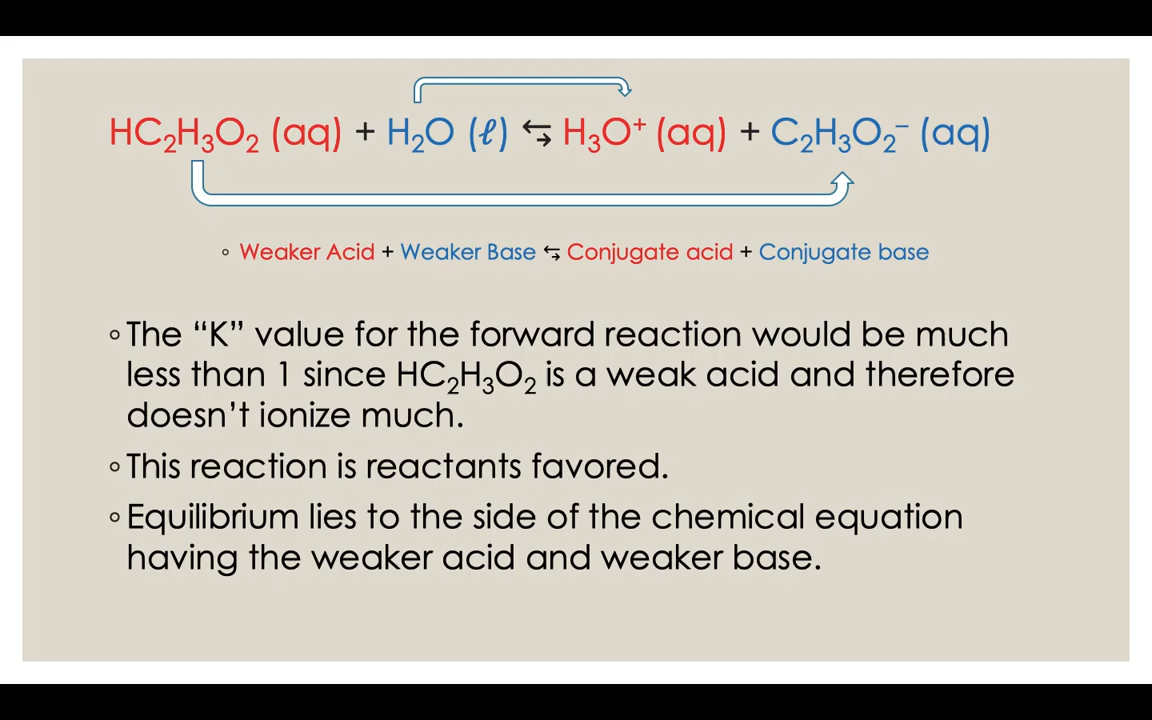 HC₂H₃O₂ (aq) + H₂O (ℓ) ⇆ H₃O⁺ (aq) + C₂H₃O₂⁻ (aq)
◦ Weaker Acid + Weaker Base ⇆ Conjugate acid + Conjugate base
◦ The “K” value for the forward reaction would be much
less than 1 since HC₂H₃O₂ is a weak acid and therefore
doesn’t ionize much.
◦ This reaction is reactants favored.
◦ Equilibrium lies to the side of the chemical equation
having the weaker acid and weaker base.